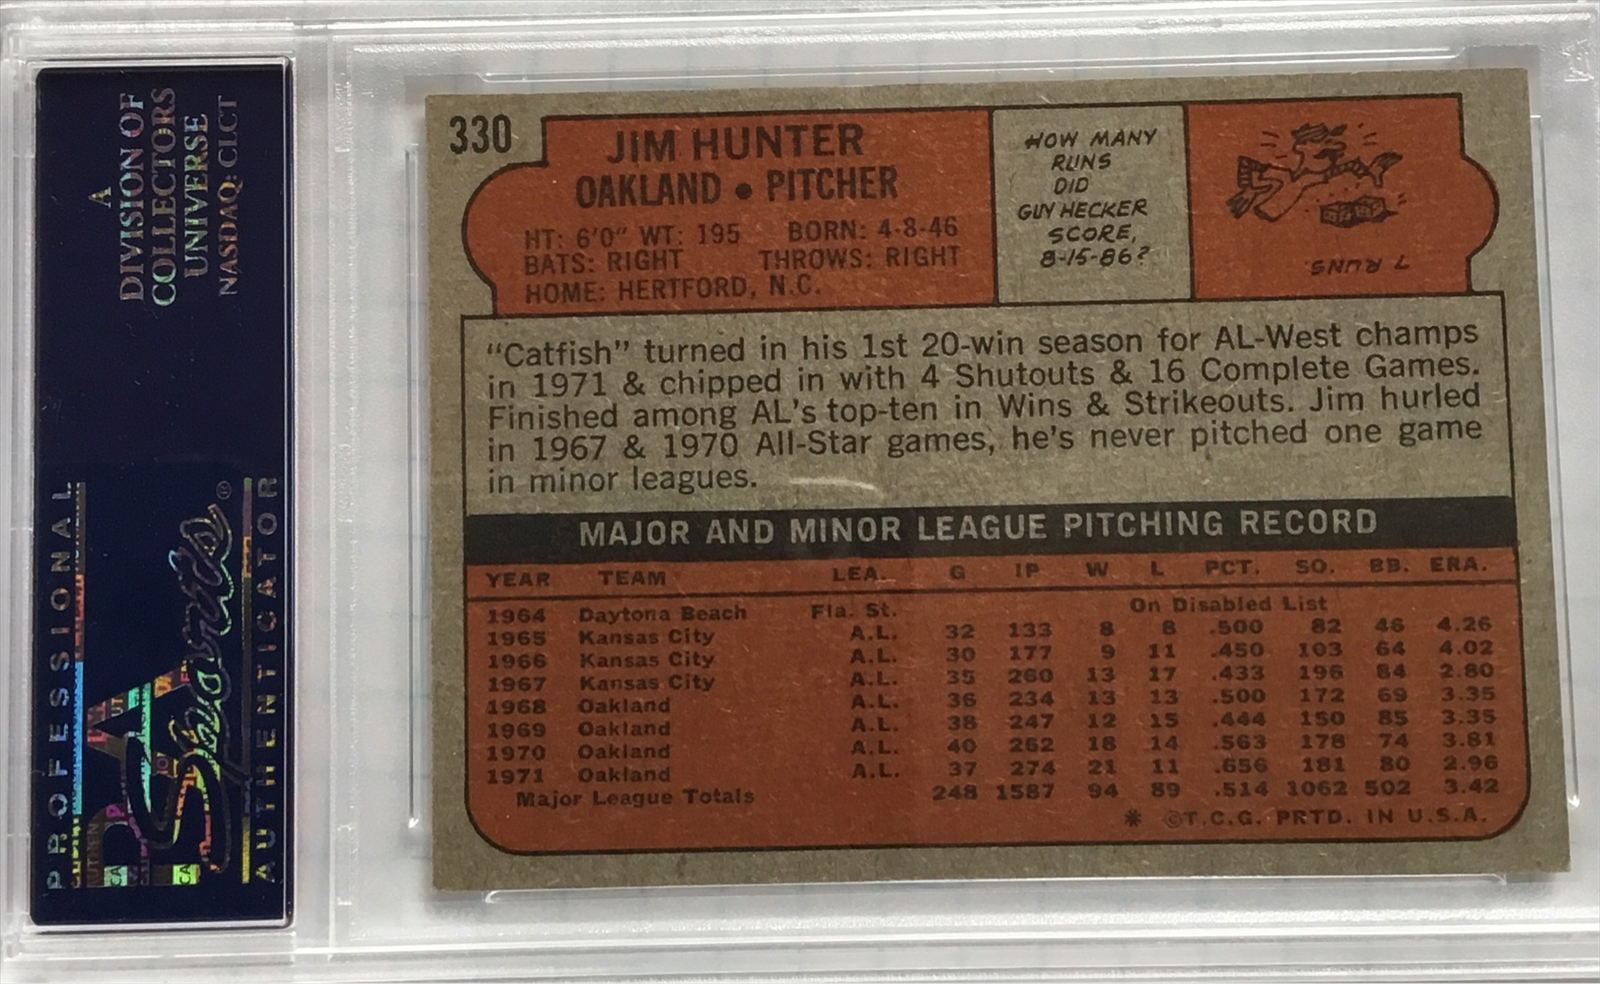 A
DIVISION OF
COLLECTORS
UNIVERSE
NASDAQ: CLCT
PROFESSIONAL
PSA
Sports
®
AUTHENTICATOR
330
JIM HUNTER
OAKLAND • PITCHER
HT: 6'0" WT: 195 BORN: 4-8-46
BATS: RIGHT THROWS: RIGHT
HOME: HERTFORD, N.C.
HOW MANY
RUNS
DID
GUY HECKER
SCORE,
8-15-86?
7 RUNS
"Catfish" turned in his 1st 20-win season for AL-West champs
in 1971 & chipped in with 4 Shutouts & 16 Complete Games.
Finished among AL's top-ten in Wins & Strikeouts. Jim hurled
in 1967 & 1970 All-Star games, he's never pitched one game
in minor leagues.
MAJOR AND MINOR LEAGUE PITCHING RECORD
YEAR TEAM LEA. G IP W L PCT. SO. BB. ERA.
1964 Daytona Beach Fla. St. On Disabled List
1965 Kansas City A.L. 32 133 8 8 .500 82 46 4.26
1966 Kansas City A.L. 30 177 9 11 .450 103 64 4.02
1967 Kansas City A.L. 35 260 13 17 .433 196 84 2.80
1968 Oakland A.L. 36 234 13 13 .500 172 69 3.35
1969 Oakland A.L. 38 247 12 15 .444 150 85 3.35
1970 Oakland A.L. 40 262 18 14 .563 178 74 3.81
1971 Oakland A.L. 37 274 21 11 .656 181 80 2.96
Major League Totals 248 1587 94 89 .514 1062 502 3.42
* ©T.C.G. PRTD. IN U.S.A.